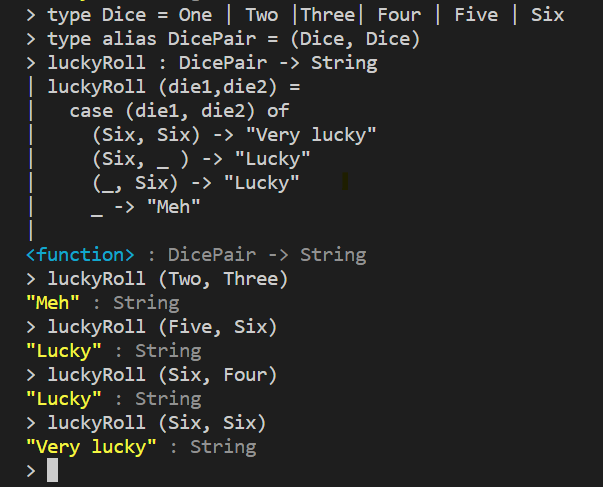 > type Dice = One | Two |Three| Four | Five | Six
> type alias DicePair = (Dice, Dice)
> luckyRoll : DicePair -> String
| luckyRoll (die1,die2) =
|   case (die1, die2) of
|     (Six, Six) -> "Very lucky"
|     (Six, _ ) -> "Lucky"
|     (_, Six) -> "Lucky"
|     _ -> "Meh"
|
<function> : DicePair -> String
> luckyRoll (Two, Three)
"Meh" : String
> luckyRoll (Five, Six)
"Lucky" : String
> luckyRoll (Six, Four)
"Lucky" : String
> luckyRoll (Six, Six)
"Very lucky" : String
>